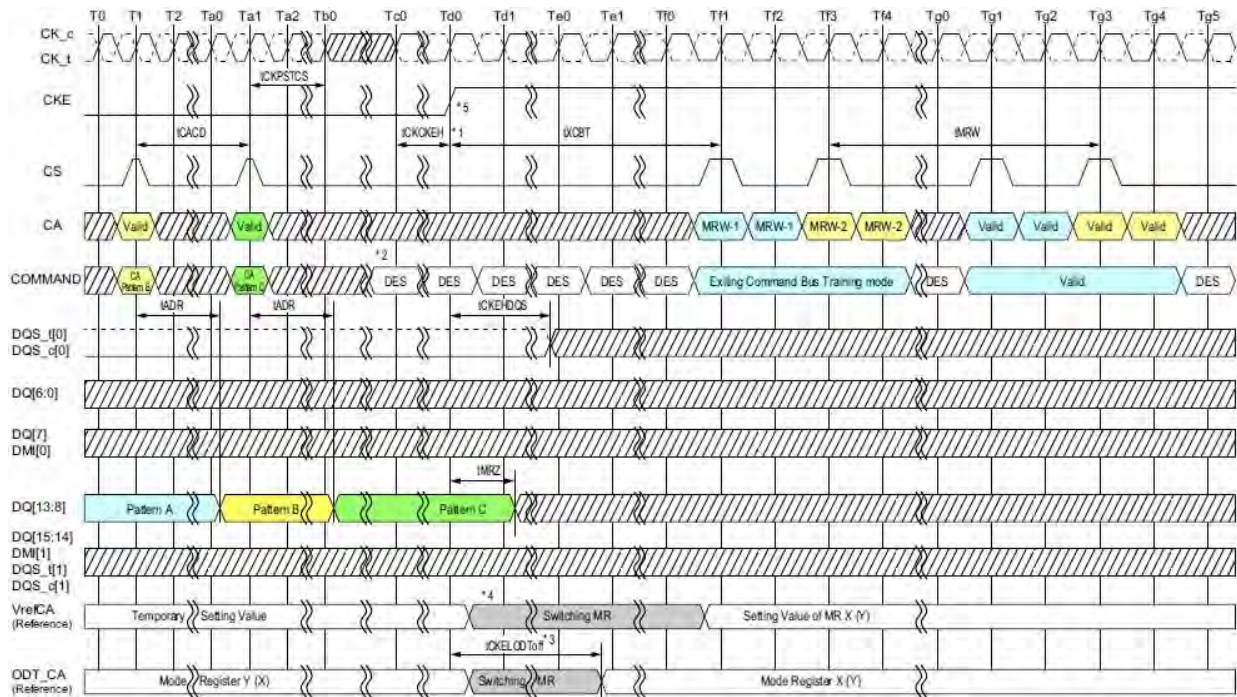 T0 T1 T2 Ta0 Ta1 Ta2 Tb0 Tc0 Td0 Td1 Te0 Te1 Tf0 Tf1 Tf2 Tf3 Tf4 Tg0 Tg1 Tg2 Tg3 Tg4 Tg5
CK_c
CK_t
tCKPSTCS
CKE
*5
tCACD tCKCKEH *1 tXCBT tMRW
CS
CA Valid Valid MRW-1 MRW-1 MRW-2 MRW-2 Valid Valid Valid Valid
*2
COMMAND CA Pattern B CA Pattern C DES DES DES DES DES DES Exiting Command Bus Training mode DES Valid DES
tADR tADR tCKEHDQS
DQS_t[0]
DQS_c[0]
DQ[6:0]
DQ[7]
DMI[0]
tMRZ
DQ[13:8] Pattern A Pattern B Pattern C
DQ[15:14]
DMI[1]
DQS_t[1]
DQS_c[1]
*4
VrefCA
(Reference) Temporary Setting Value Switching MR Setting Value of MR X (Y)
tCKELODToff *3
ODT_CA
(Reference) Mode Register Y (X) Switching MR Mode Register X (Y)